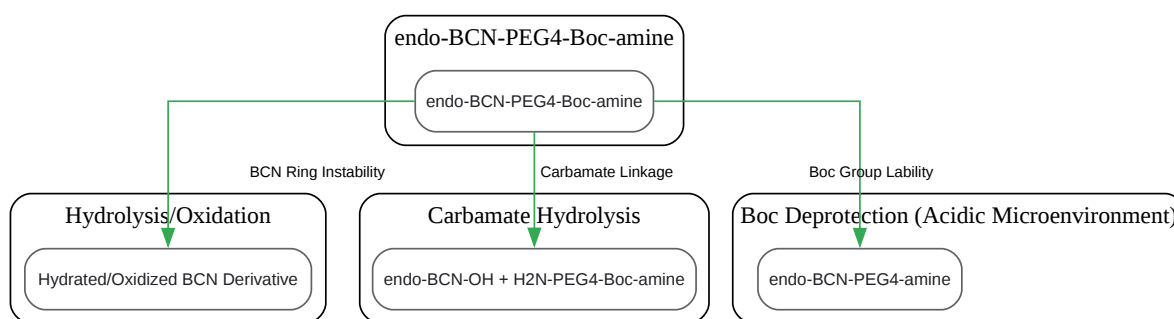 endo-BCN-PEG4-Boc-amine
endo-BCN-PEG4-Boc-amine
BCN Ring Instability
Carbamate Linkage
Boc Group Lability
Hydrolysis/Oxidation
Carbamate Hydrolysis
Boc Deprotection (Acidic Microenvironment)
Hydrated/Oxidized BCN Derivative
endo-BCN-OH + H2N-PEG4-Boc-amine
endo-BCN-PEG4-amine